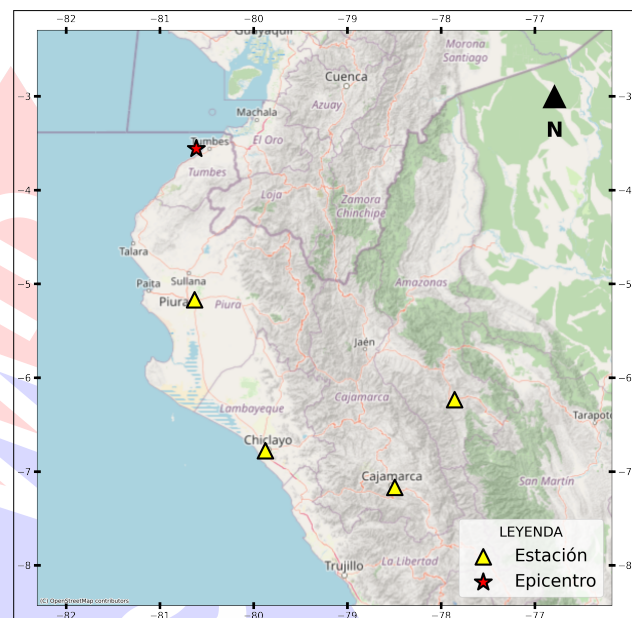 −82 −81 −80 −79 −78 −77
Guayaquil
Morona
Santiago
Cuenca
−3 −3
Azuay
Machala
N
Tumbes
El Oro
Tumbes
−4 −4
Loja
Zamora
Chinchipe
Talara
Paita
Sullana
Amazonas
−5 −5
Piura
Piura
Jaén
−6 −6
Cajamarca
Lambayeque
Tarapot
Chiclayo
−7 −7
Cajamarca
San Martín
LEYENDA
Estación
Epicentro
La Libertad
Trujillo
−8 −8
(C) OpenStreetMap contributors
−82 −81 −80 −79 −78 −77